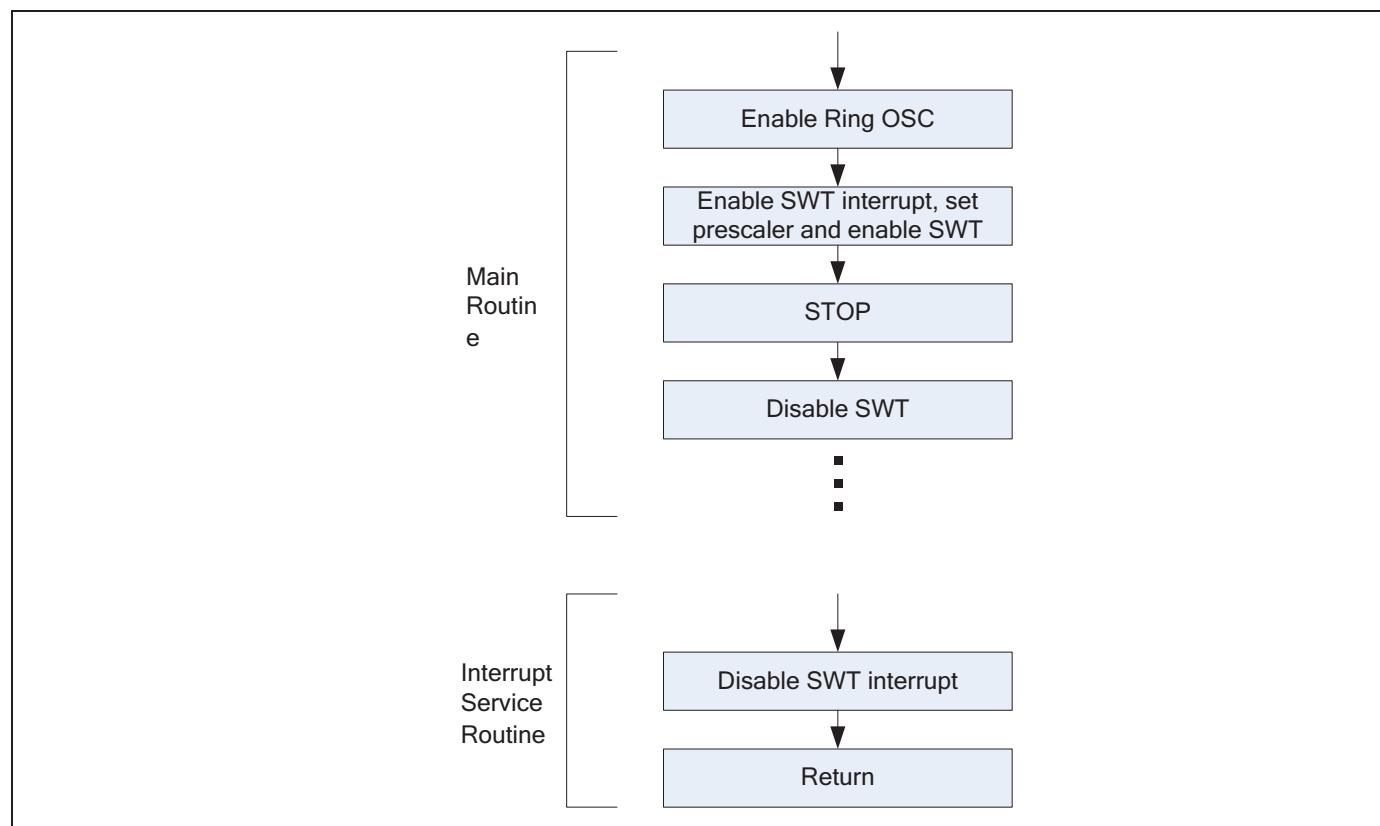 Enable Ring OSC
Enable SWT interrupt, set
prescaler and enable SWT
Main
Routin
e
STOP
Disable SWT
Interrupt
Service
Routine
Disable SWT interrupt
Return